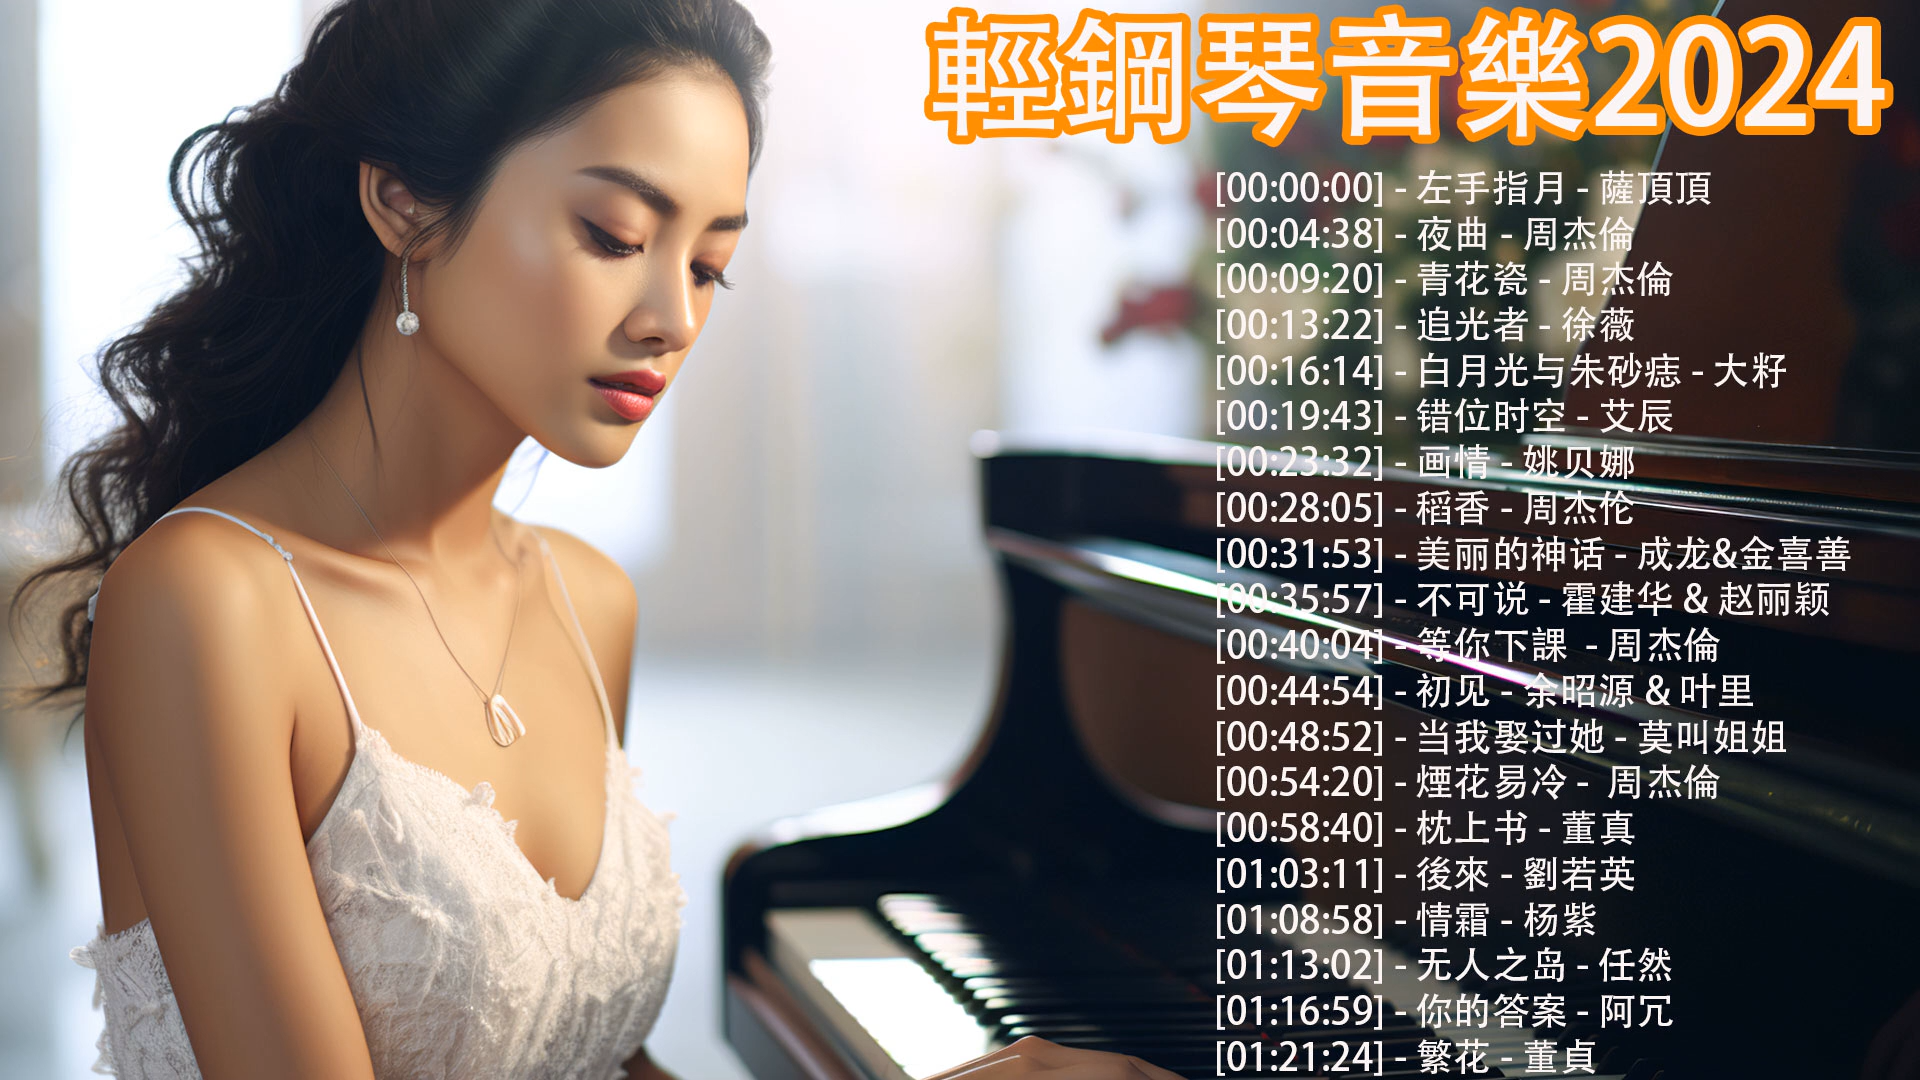 輕鋼琴音樂2024
[00:00:00] - 左手指月 - 薩頂頂
[00:04:38] - 夜曲 - 周杰倫
[00:09:20] - 青花瓷 - 周杰倫
[00:13:22] - 追光者 - 徐薇
[00:16:14] - 白月光与朱砂痣 - 大籽
[00:19:43] - 错位时空 - 艾辰
[00:23:32] - 画情 - 姚贝娜
[00:28:05] - 稻香 - 周杰伦
[00:31:53] - 美丽的神话 - 成龙&金喜善
[00:35:57] - 不可说 - 霍建华 & 赵丽颖
[00:40:04] - 等你下課 - 周杰倫
[00:44:54] - 初见 - 余昭源 & 叶里
[00:48:52] - 当我娶过她 - 莫叫姐姐
[00:54:20] - 煙花易冷 - 周杰倫
[00:58:40] - 枕上书 - 董真
[01:03:11] - 後來 - 劉若英
[01:08:58] - 情霜 - 杨紫
[01:13:02] - 无人之岛 - 任然
[01:16:59] - 你的答案 - 阿冗
[01:21:24] - 繁花 - 董貞